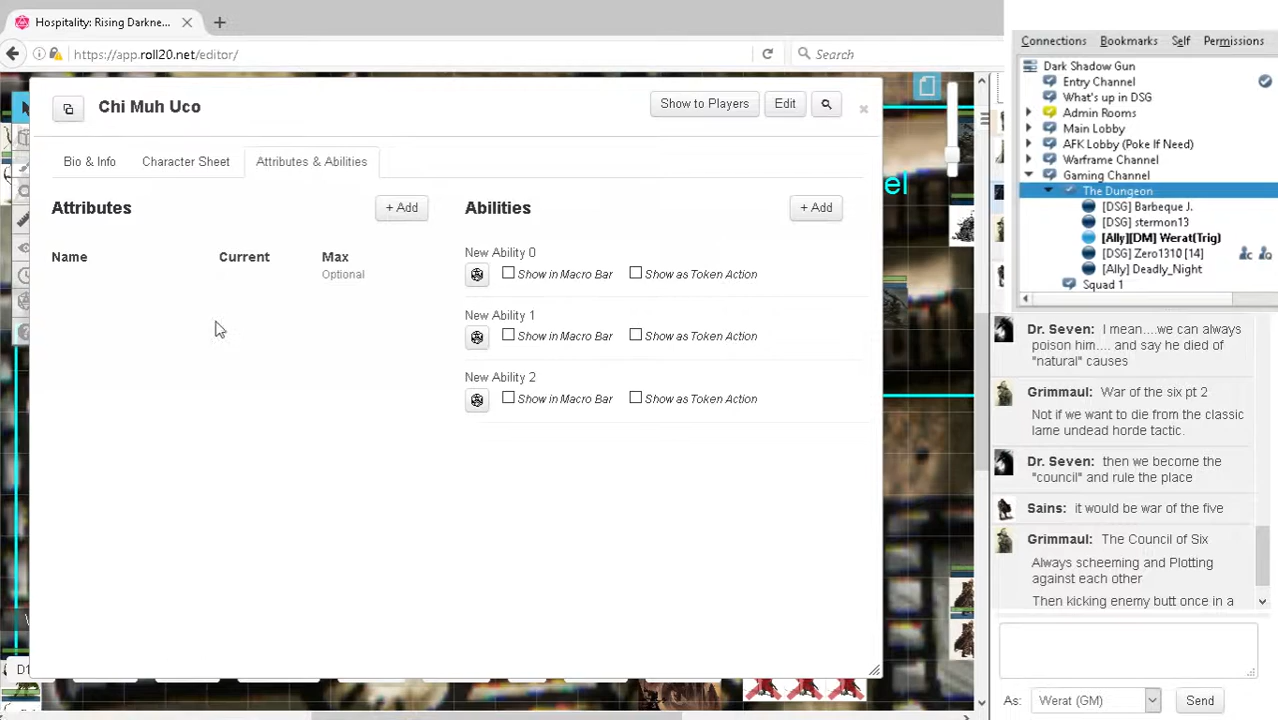 Hospitality: Rising Darkne...
https://app.roll20.net/editor/
Search
Chi Muh Uco
Show to Players
Edit
Bio & Info
Character Sheet
Attributes & Abilities
Attributes
+ Add
Abilities
+ Add
Name
Current
Max
Optional
New Ability 0
Show in Macro Bar
Show as Token Action
New Ability 1
Show in Macro Bar
Show as Token Action
New Ability 2
Show in Macro Bar
Show as Token Action
el
Connections Bookmarks Self Permissions
Dark Shadow Gun
Entry Channel
What's up in DSG
Admin Rooms
Main Lobby
AFK Lobby (Poke If Need)
Warframe Channel
Gaming Channel
The Dungeon
[DSG] Barbeque J.
[DSG] stermon13
[Ally][DM] Werat(Trig)
[DSG] Zero1310 [14]
[Ally] Deadly_Night
Squad 1
Dr. Seven: I mean....we can always
poison him.... and say he died of
"natural" causes
Grimmaul: War of the six pt 2
Not if we want to die from the classic
lame undead horde tactic.
Dr. Seven: then we become the
"council" and rule the place
Sains: it would be war of the five
Grimmaul: The Council of Six
Always scheeming and Plotting
against each other
Then kicking enemy butt once in a
As: Werat (GM)
Send